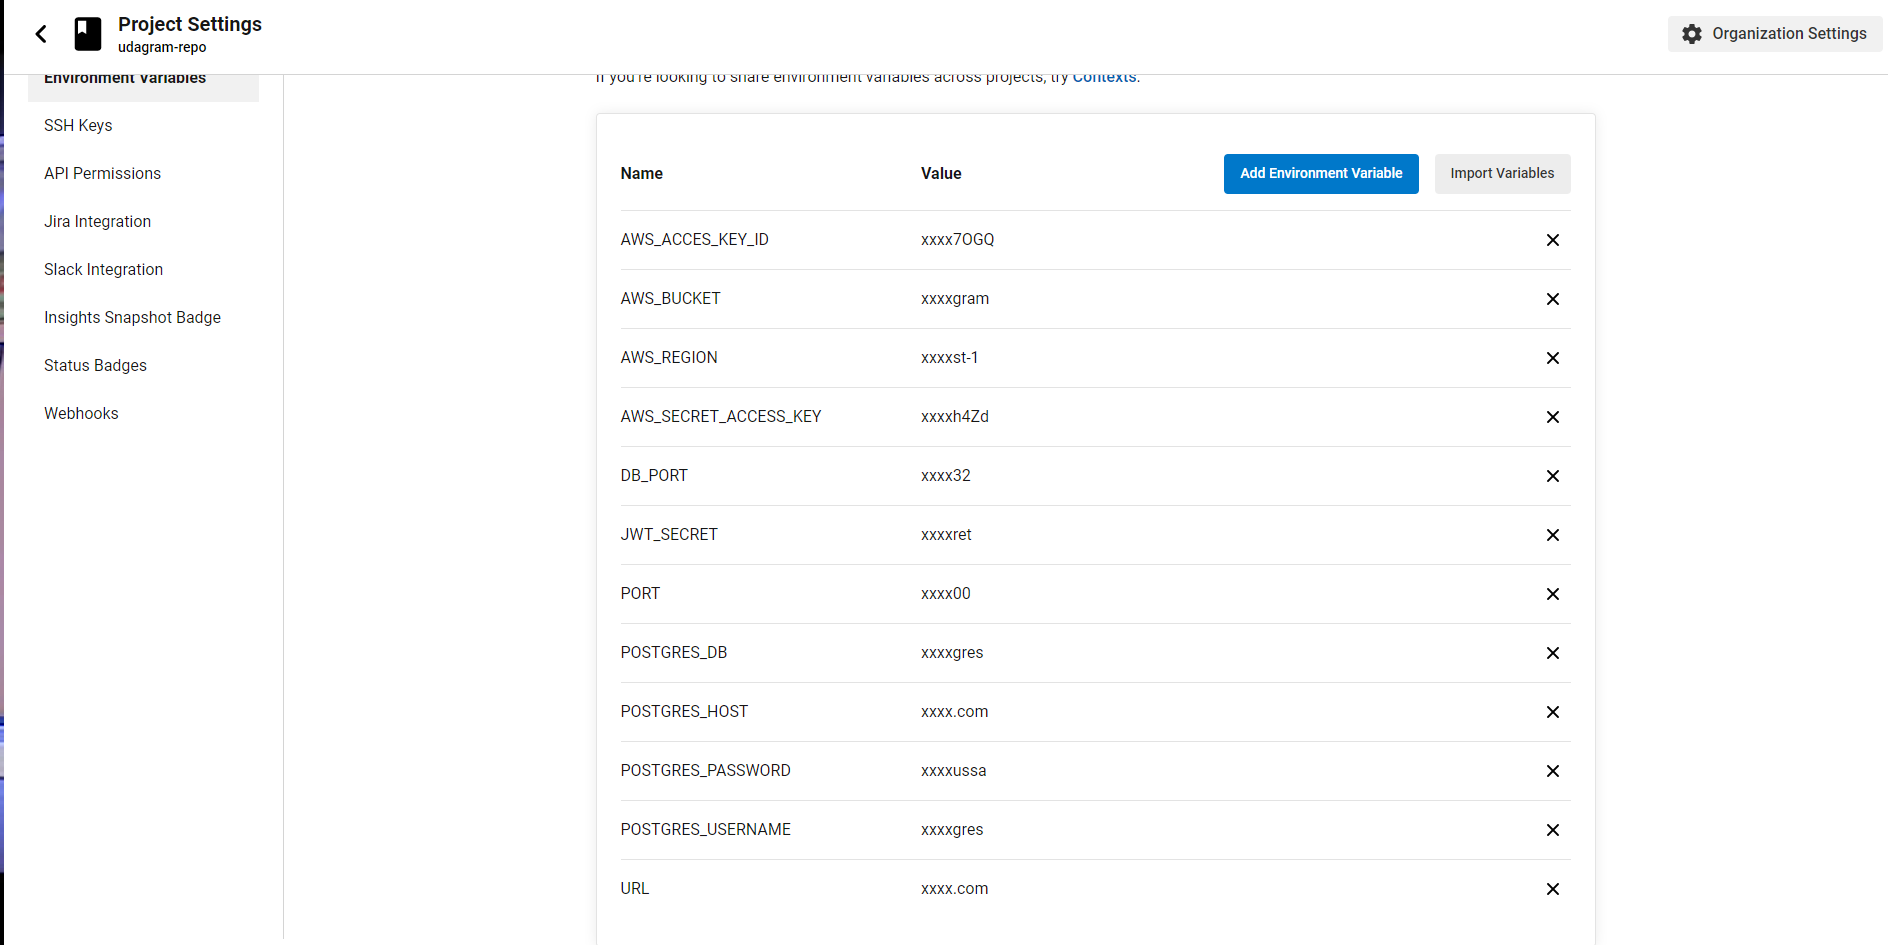 Project Settings
udagram-repo
Organization Settings
Environment Variables
SSH Keys
API Permissions
Jira Integration
Slack Integration
Insights Snapshot Badge
Status Badges
Webhooks
If you're looking to share environment variables across projects, try Contexts.
Name Value Add Environment Variable Import Variables
AWS_ACCES_KEY_ID xxxx7OGQ
AWS_BUCKET xxxxgram
AWS_REGION xxxxst-1
AWS_SECRET_ACCESS_KEY xxxxh4Zd
DB_PORT xxxx32
JWT_SECRET xxxxret
PORT xxxx00
POSTGRES_DB xxxxgres
POSTGRES_HOST xxxx.com
POSTGRES_PASSWORD xxxxussa
POSTGRES_USERNAME xxxxgres
URL xxxx.com